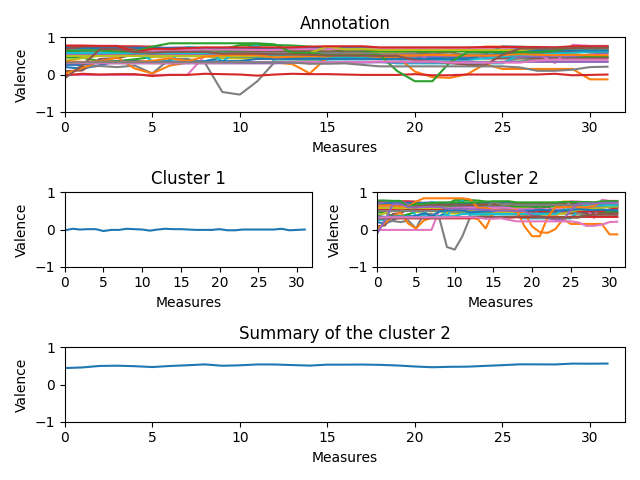 Annotation
Valence
1
0
−1
0 5 10 15 20 25 30
Measures
Cluster 1
Valence
1
0
−1
0 5 10 15 20 25 30
Measures
Cluster 2
Valence
1
0
−1
0 5 10 15 20 25 30
Measures
Summary of the cluster 2
Valence
1
0
−1
0 5 10 15 20 25 30
Measures